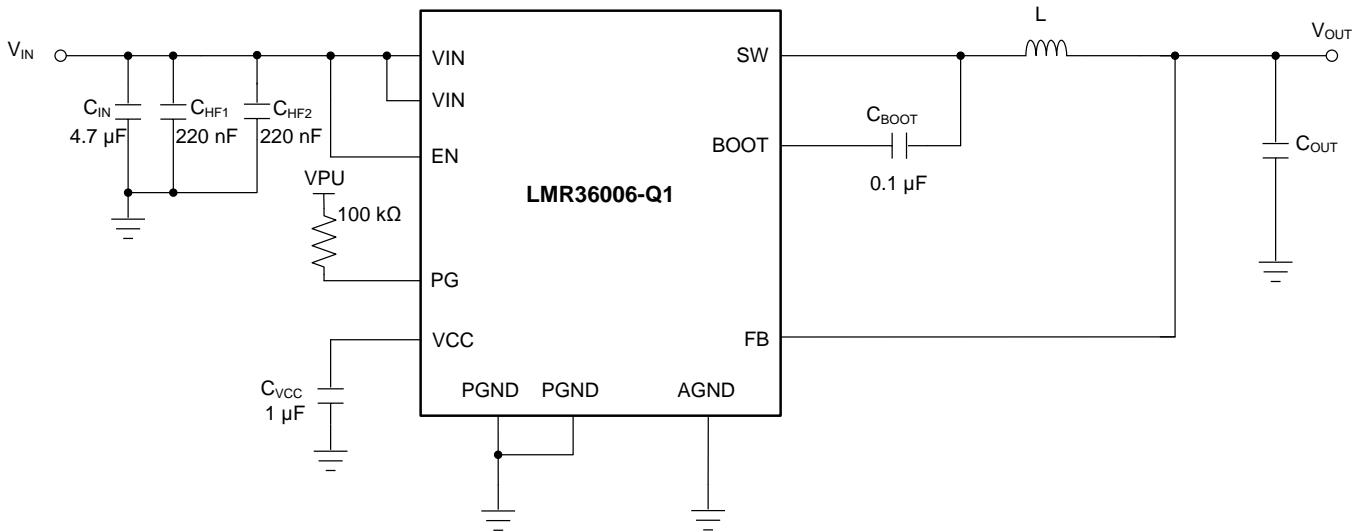 L
V_IN
V_OUT
VIN
SW
VIN
C_IN
C_HF1
C_HF2
4.7 µF
220 nF
220 nF
C_BOOT
BOOT
C_OUT
EN
VPU
0.1 µF
LMR36006-Q1
100 kΩ
PG
VCC
FB
C_VCC
1 µF
PGND
PGND
AGND